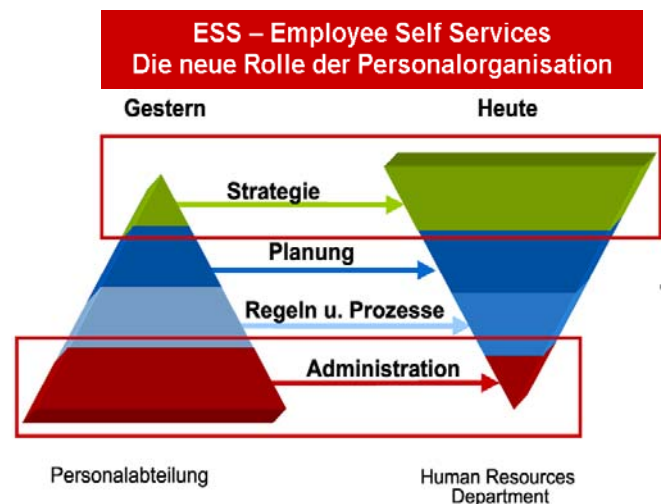 ESS – Employee Self Services
Die neue Rolle der Personalorganisation
Gestern
Heute
Strategie
Planung
Regeln u. Prozesse
Administration
Personalabteilung
Human Resources
Department